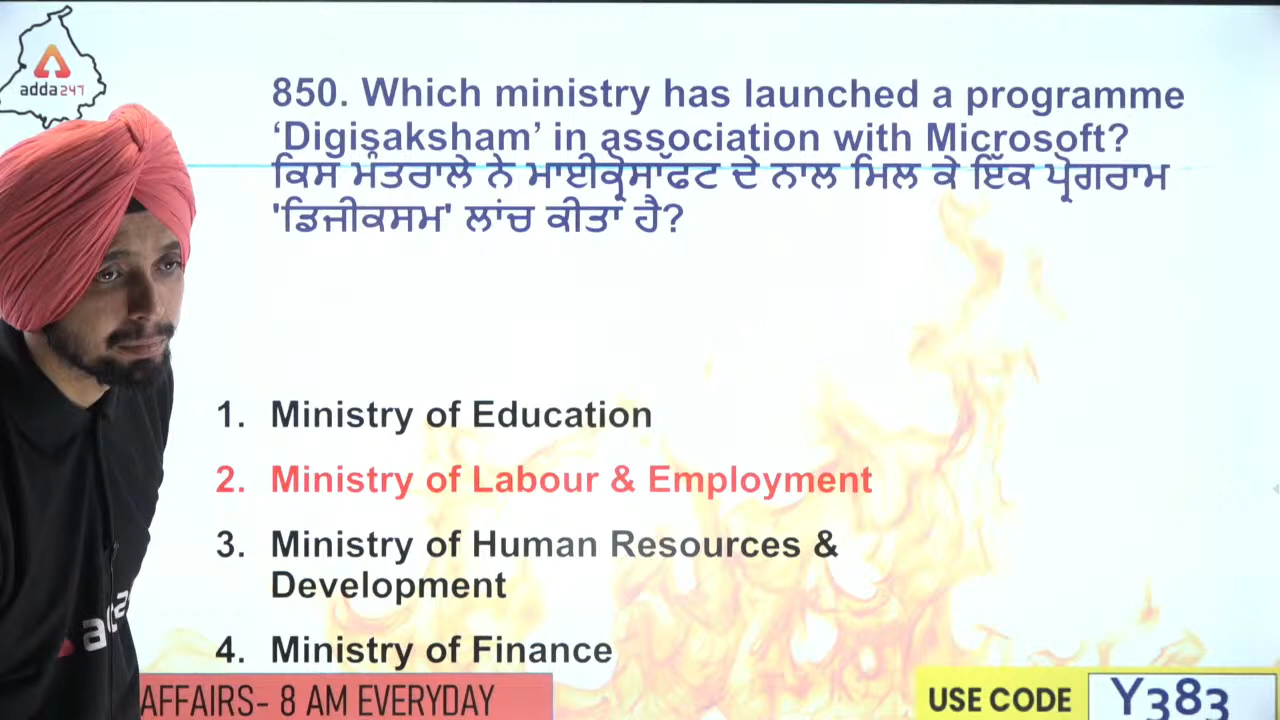 adda247
850. Which ministry has launched a programme
‘Digisaksham’ in association with Microsoft?
ਕਿਸ ਮੰਤਰਾਲੇ ਨੇ ਮਾਈਕ੍ਰੋਸਾੱਫਟ ਦੇ ਨਾਲ ਮਿਲ ਕੇ ਇੱਕ ਪ੍ਰੋਗਰਾਮ
'ਡਿਜੀਕਸਮ' ਲਾਂਚ ਕੀਤਾ ਹੈ?
1. Ministry of Education
2. Ministry of Labour & Employment
3. Ministry of Human Resources &
Development
4. Ministry of Finance
AFFAIRS- 8 AM EVERYDAY
USE CODE
Y383